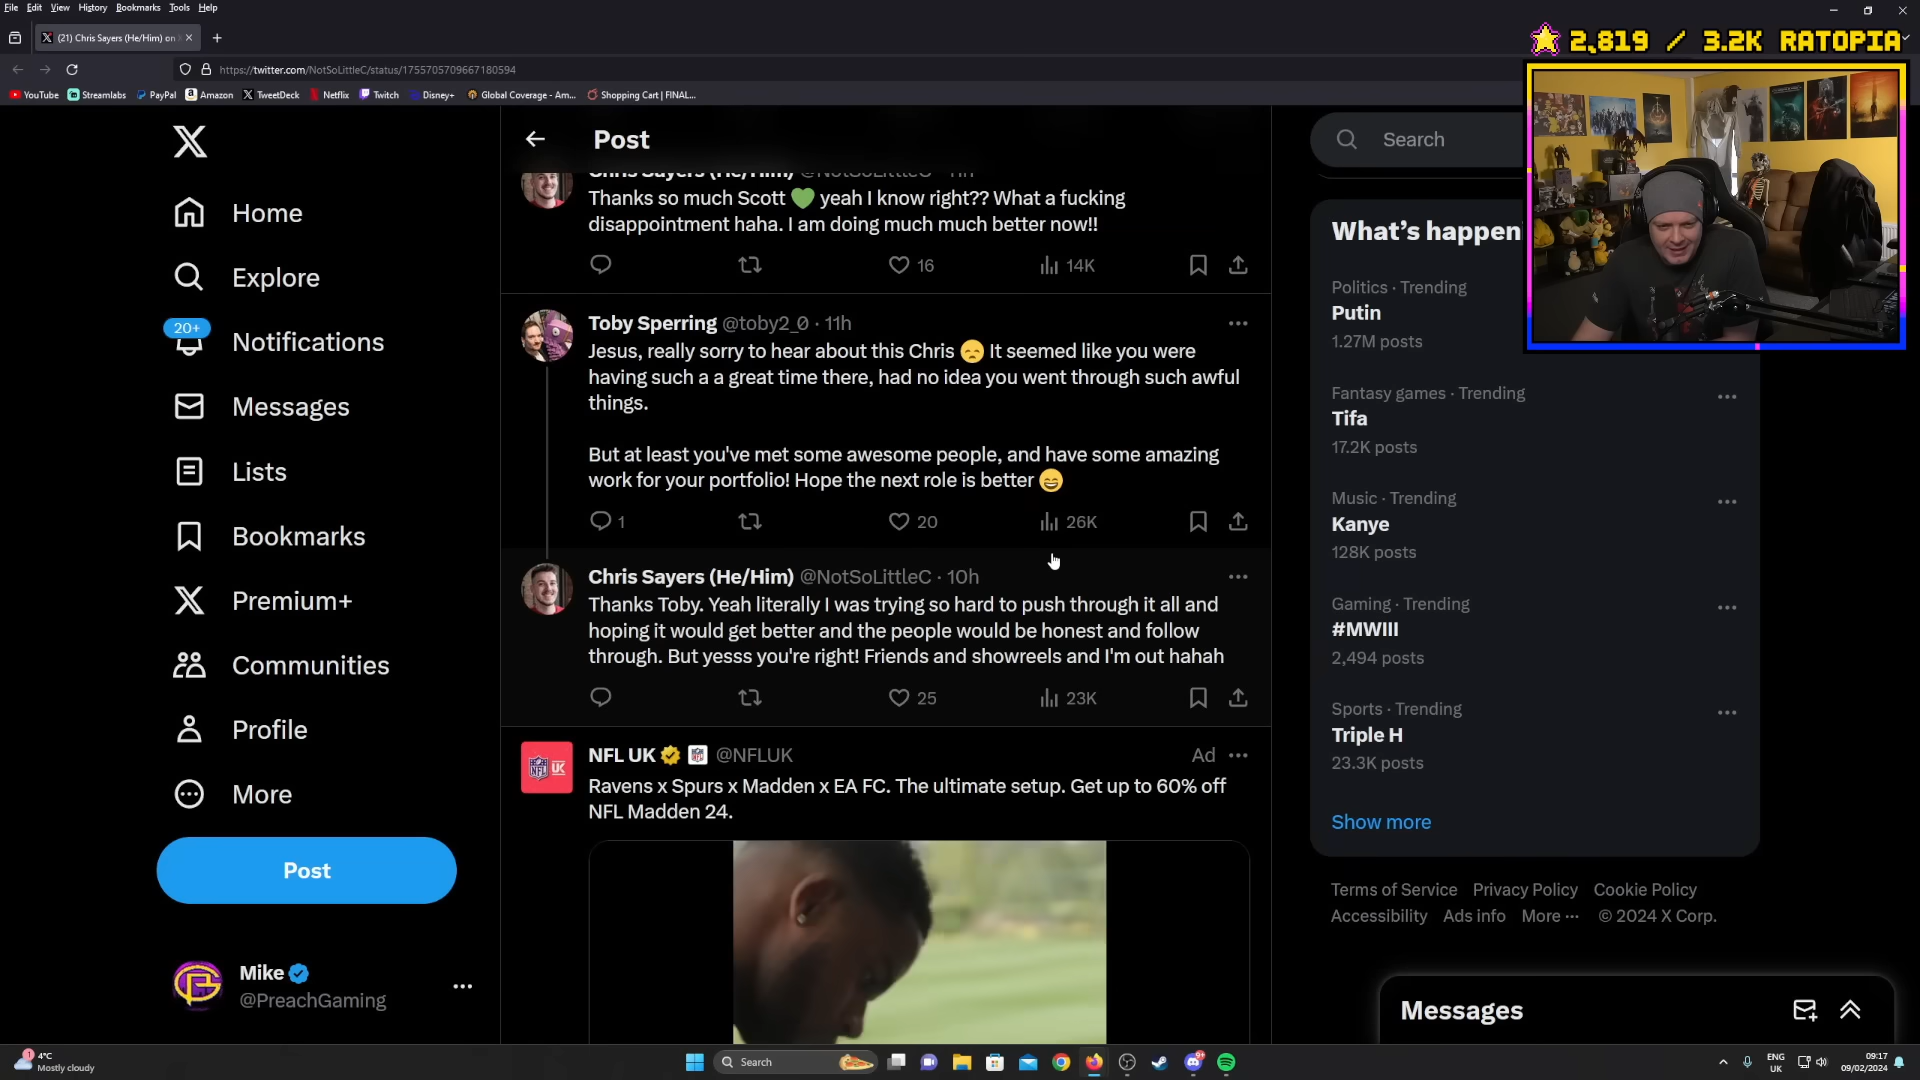 File Edit View History Bookmarks Tools Help
(21) Chris Sayers (He/Him) on
https://twitter.com/NotSoLittleC/status/1755705709667180594
YouTube Streamlabs PayPal Amazon TweetDeck Netflix Twitch Disney+ Global Coverage - Am... Shopping Cart | FINAL...
2,819 / 3.2K RATOPIA
Home
Explore
20+
Notifications
Messages
Lists
Bookmarks
Premium+
Communities
Profile
More
Post
Mike
@PreachGaming
Post
Chris Sayers (He/Him) @NotSoLittleC · 11h
Thanks so much Scott 💚 yeah I know right?? What a fucking
disappointment haha. I am doing much much better now!!
16 14K
Toby Sperring @toby2_0 · 11h
Jesus, really sorry to hear about this Chris 😞 It seemed like you were
having such a a great time there, had no idea you went through such awful
things.
But at least you've met some awesome people, and have some amazing
work for your portfolio! Hope the next role is better 😄
1 20 26K
Chris Sayers (He/Him) @NotSoLittleC · 10h
Thanks Toby. Yeah literally I was trying so hard to push through it all and
hoping it would get better and the people would be honest and follow
through. But yesss you're right! Friends and showreels and I'm out hahah
25 23K
NFL UK @NFLUK Ad
Ravens x Spurs x Madden x EA FC. The ultimate setup. Get up to 60% off
NFL Madden 24.
Search
What's happeni
Politics · Trending
Putin
1.27M posts
Fantasy games · Trending
Tifa
17.2K posts
Music · Trending
Kanye
128K posts
Gaming · Trending
#MWIII
2,494 posts
Sports · Trending
Triple H
23.3K posts
Show more
Terms of Service Privacy Policy Cookie Policy
Accessibility Ads info More ··· © 2024 X Corp.
Messages
1
4°C
Mostly cloudy
Search
ENG
UK
09:17
09/02/2024